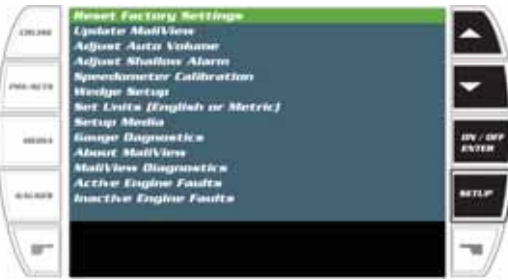 Reset Factory Settings
Update MaliView
Adjust Auto Volume
Adjust Shallow Alarm
Speedometer Calibration
Wedge Setup
Set Units (English or Metric)
Setup Media
Gauge Diagnostics
About MaliView
MaliView Diagnostics
Active Engine Faults
Inactive Engine Faults
CRUISE
MEDIA
ON / OFF
ENTER
SETUP